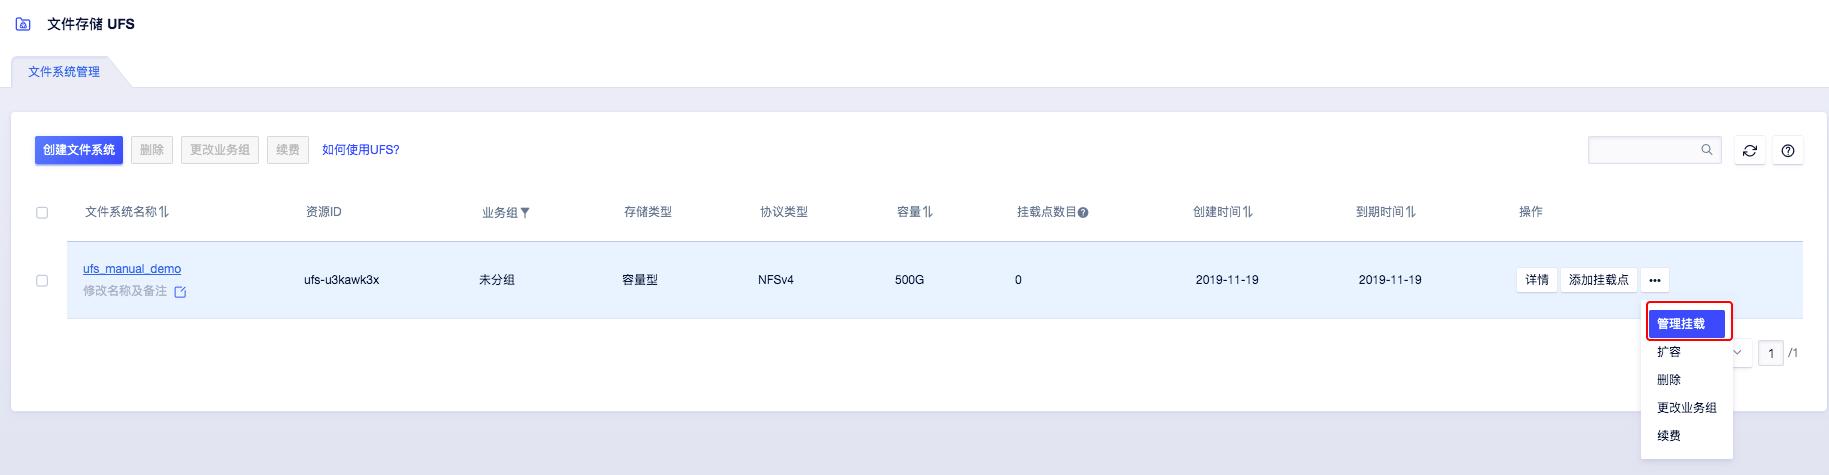 文件存储 UFS
文件系统管理
创建文件系统 删除 更改业务组 续费 如何使用UFS?
文件系统名称 资源ID 业务组 存储类型 协议类型 容量 挂载点数目 创建时间 到期时间 操作
ufs_manual_demo ufs-u3kawk3x 未分组 容量型 NFSv4 500G 0 2019-11-19 2019-11-19 详情 添加挂载点 •••
修改名称及备注
管理挂载
扩容
1 /1
删除
更改业务组
续费